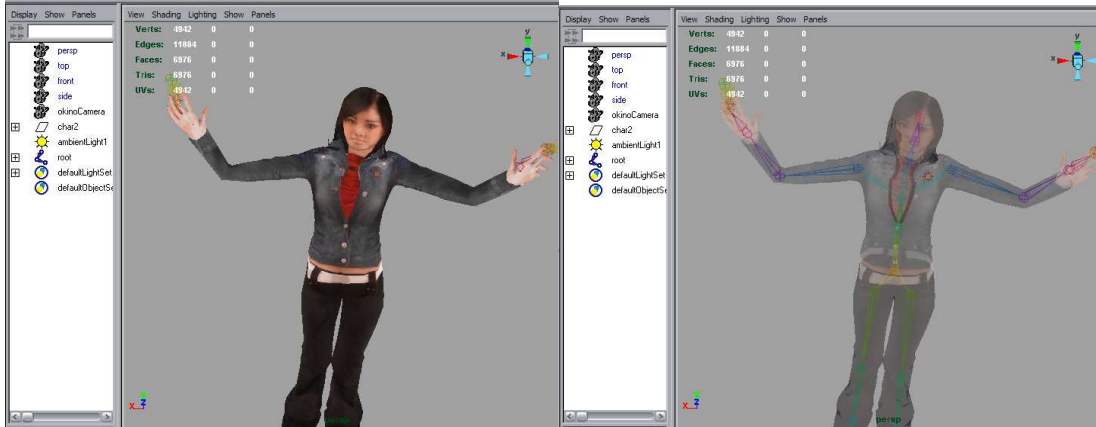 Display Show Panels
persp
top
front
side
okinoCamera
char2
ambientLight1
root
defaultLightSet
defaultObjectSe
View Shading Lighting Show Panels
Verts: 4942 0 0
Edges: 11884 0 0
Faces: 6976 0 0
Tris: 6976 0 0
UVs: 4942 0 0
y
x
x z
persp
Display Show Panels
persp
top
front
side
okinoCamera
char2
ambientLight1
root
defaultLightSet
defaultObjectSe
View Shading Lighting Show Panels
Verts: 4942 0 0
Edges: 11884 0 0
Faces: 6976 0 0
Tris: 6976 0 0
UVs: 4942 0 0
y
x
x z
persp